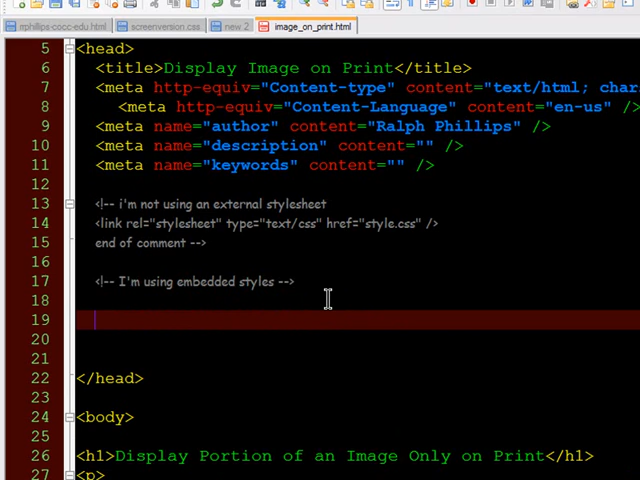 rrphillips-cocc-edu.html screenversion.css new 2 image_on_print.html
5 <head>
6 <title>Display Image on Print</title>
7 <meta http-equiv="Content-type" content="text/html; char
8 <meta http-equiv="Content-Language" content="en-us" />
9 <meta name="author" content="Ralph Phillips" />
10 <meta name="description" content="" />
11 <meta name="keywords" content="" />
12
13 <!-- i'm not using an external stylesheet
14 <link rel="stylesheet" type="text/css" href="style.css" />
15 end of comment -->
16
17 <!-- I'm using embedded styles -->
18
19
20
21
22 </head>
23
24 <body>
25
26 <h1>Display Portion of an Image Only on Print</h1>
27 <p>